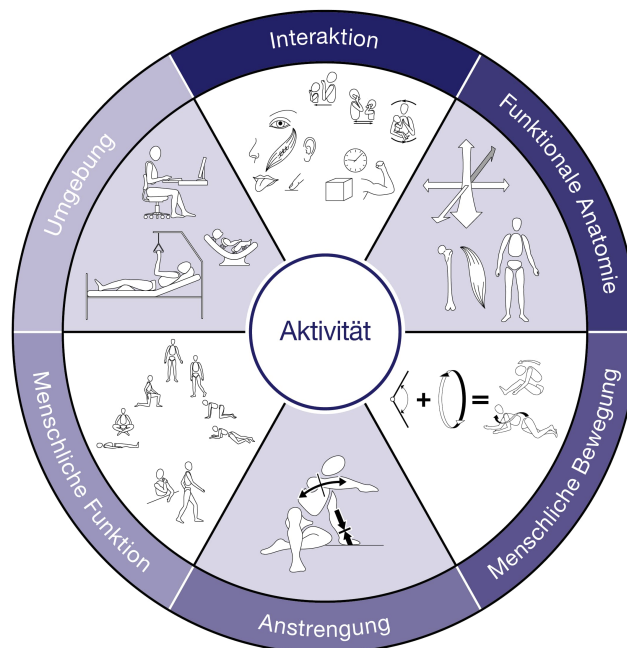 Interaktion
Funktionale Anatomie
Menschliche Bewegung
Anstrengung
Menschliche Funktion
Umgebung
Aktivität
+
=